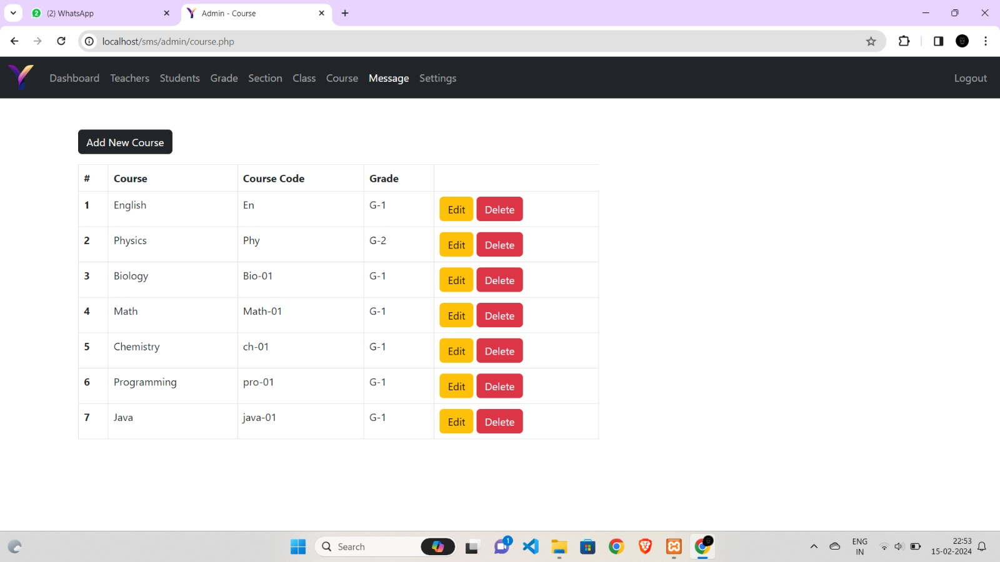 (2) WhatsApp
Admin - Course
localhost/sms/admin/course.php
Dashboard Teachers Students Grade Section Class Course Message Settings Logout
Add New Course
# Course Course Code Grade
1 English En G-1 Edit Delete
2 Physics Phy G-2 Edit Delete
3 Biology Bio-01 G-1 Edit Delete
4 Math Math-01 G-1 Edit Delete
5 Chemistry ch-01 G-1 Edit Delete
6 Programming pro-01 G-1 Edit Delete
7 Java java-01 G-1 Edit Delete
Search
1
ENG
IN
22:53
15-02-2024